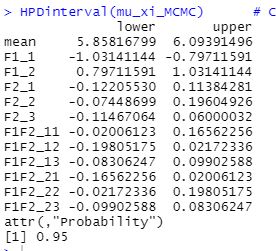 > HPDinterval(mu_xi_MCMC)       # C
lower upper
mean 5.85816799 6.09391496
F1_1 -1.03141144 -0.79711591
F1_2 0.79711591 1.03141144
F2_1 -0.12205530 0.11384281
F2_2 -0.07448699 0.19604926
F2_3 -0.11467064 0.06000032
F1F2_11 -0.02006123 0.16562256
F1F2_12 -0.19805175 0.02172336
F1F2_13 -0.08306247 0.09902588
F1F2_21 -0.16562256 0.02006123
F1F2_22 -0.02172336 0.19805175
F1F2_23 -0.09902588 0.08306247
attr(,"Probability")
[1] 0.95